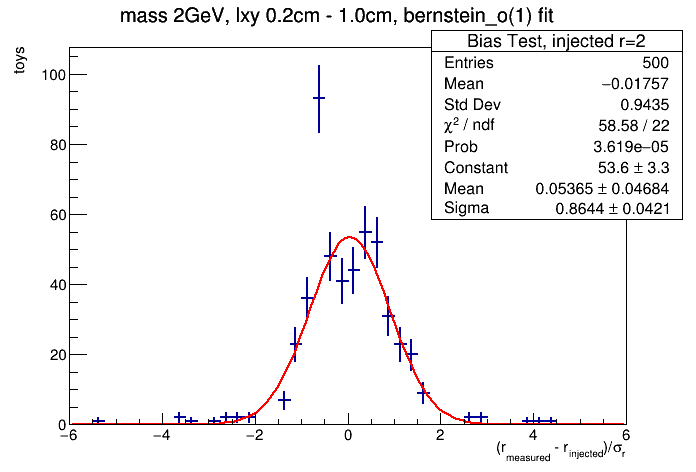 mass 2GeV, lxy 0.2cm - 1.0cm, bernstein_o(1) fit
toys
Bias Test, injected r=2
Entries 500
Mean −0.01757
Std Dev 0.9435
χ² / ndf 58.58 / 22
Prob 3.619e−05
Constant 53.6 ± 3.3
Mean 0.05365 ± 0.04684
Sigma 0.8644 ± 0.0421
100
80
60
40
20
0
−6 −4 −2 0 2 4 6
(r_measured - r_injected)/σ_r